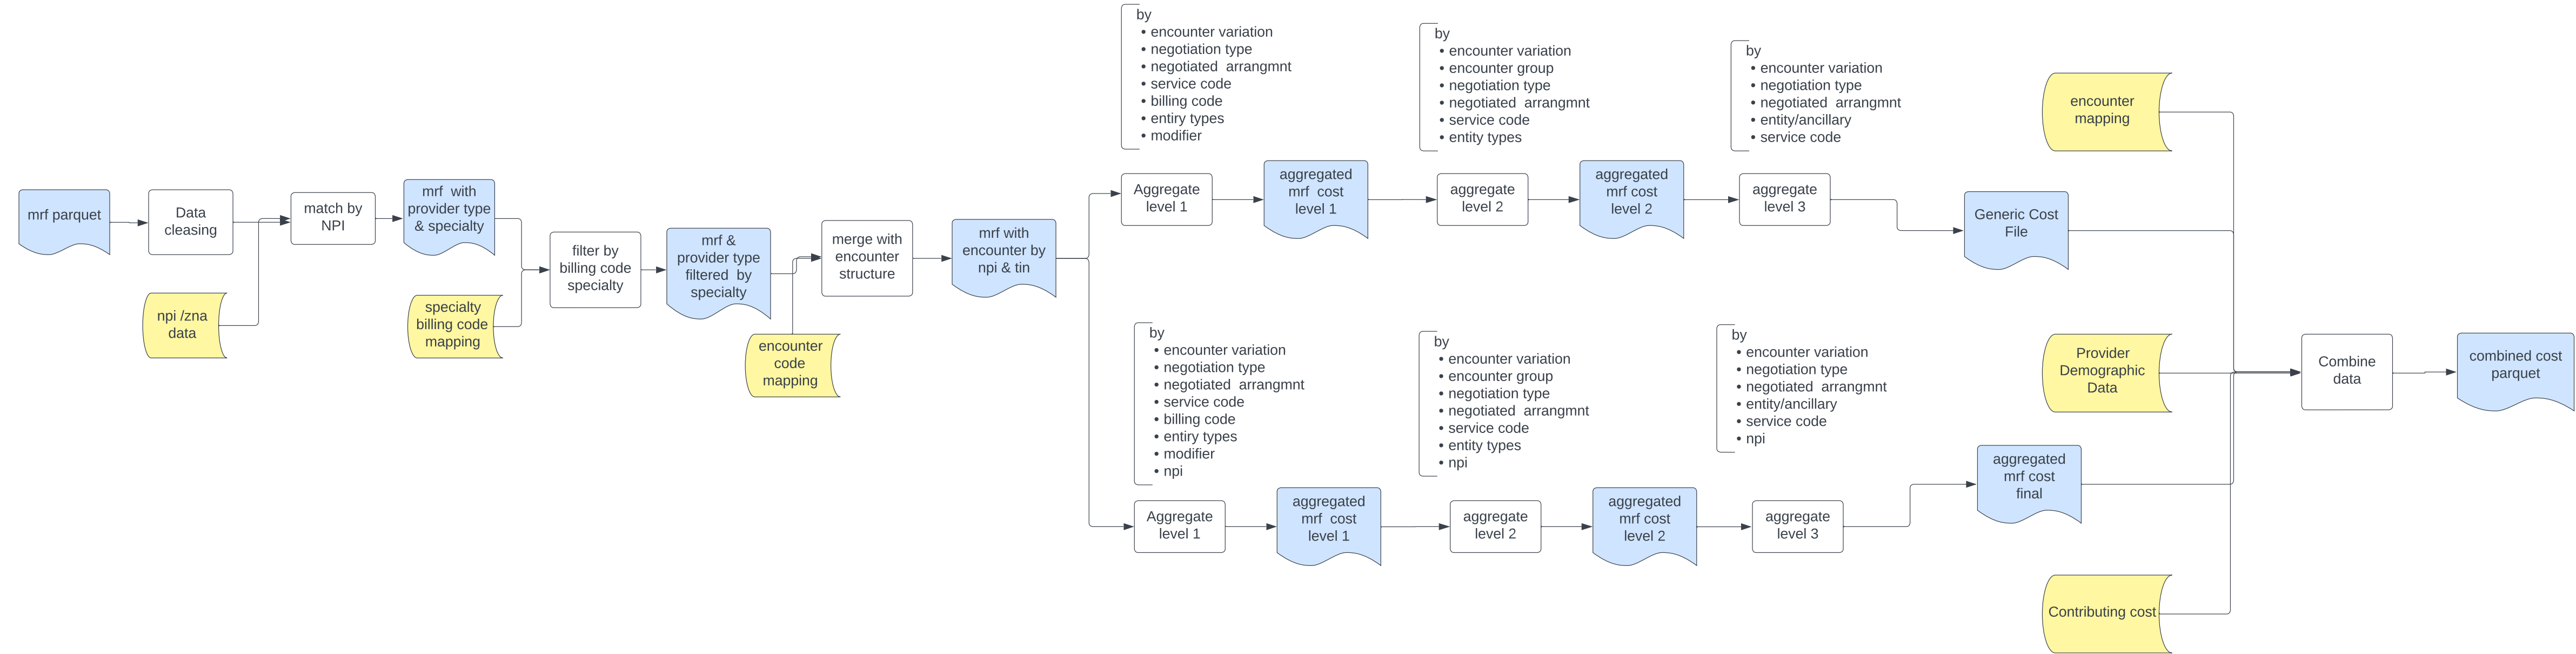 mrf parquet
Data
cleasing
npi /zna
data
match by
NPI
mrf  with
provider type
& specialty
specialty
billing code
mapping
filter by
billing code
specialty
mrf &
provider type
filtered  by
specialty
encounter
code
mapping
merge with
encounter
structure
mrf with
encounter by
npi & tin
by
• encounter variation
• negotiation type
• negotiated  arrangmnt
• service code
• billing code
• entiry types
• modifier
Aggregate
level 1
aggregated
mrf  cost
level 1
by
• encounter variation
• encounter group
• negotiation type
• negotiated  arrangmnt
• service code
• entity types
aggregate
level 2
aggregated
mrf cost
level 2
by
• encounter variation
• negotiation type
• negotiated  arrangmnt
• entity/ancillary
• service code
aggregate
level 3
Generic Cost
File
by
• encounter variation
• negotiation type
• negotiated  arrangmnt
• service code
• billing code
• entiry types
• modifier
• npi
Aggregate
level 1
aggregated
mrf  cost
level 1
by
• encounter variation
• encounter group
• negotiation type
• negotiated  arrangmnt
• service code
• entity types
• npi
aggregate
level 2
aggregated
mrf cost
level 2
by
• encounter variation
• negotiation type
• negotiated  arrangmnt
• entity/ancillary
• service code
• npi
aggregate
level 3
aggregated
mrf cost
final
encounter
mapping
Provider
Demographic
Data
Contributing cost
Combine
data
combined cost
parquet